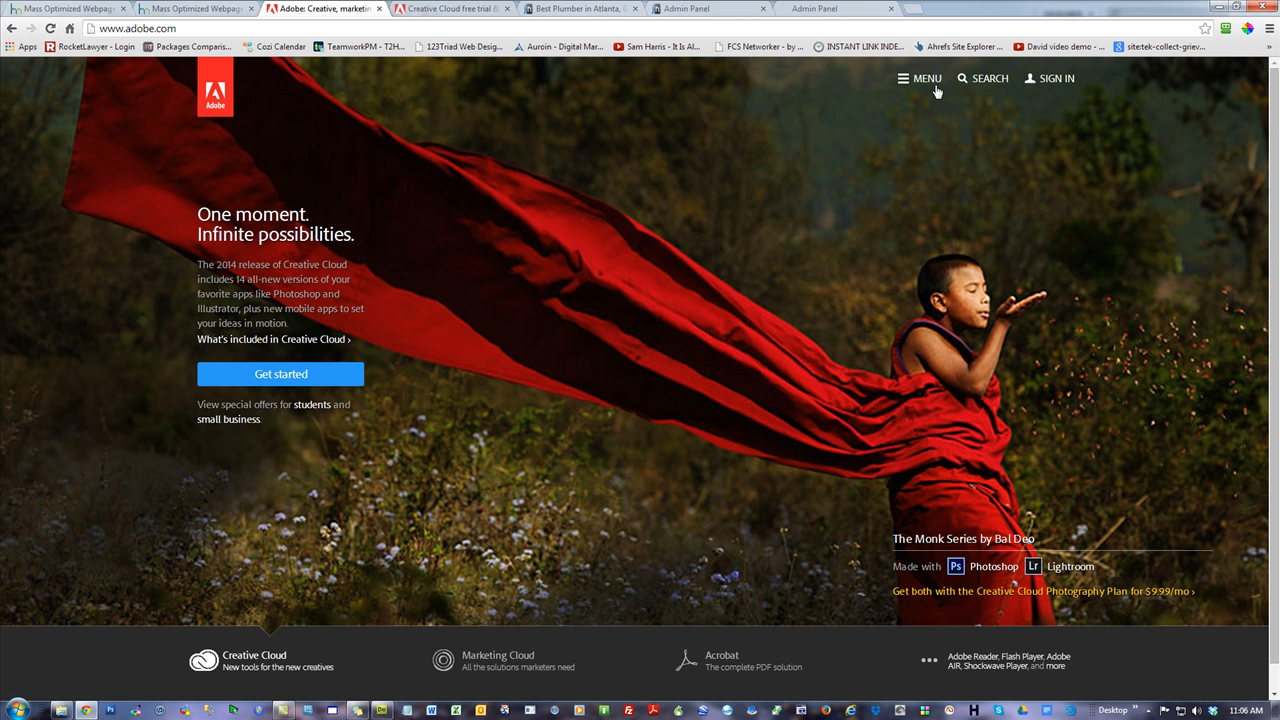 Mass Optimized Webpage
Mass Optimized Webpage
Adobe: Creative, marketin
Creative Cloud free trial &
Best Plumber in Atlanta, G
Admin Panel
Admin Panel
www.adobe.com
Apps
RocketLawyer - Login
Packages Comparis...
Cozi Calendar
TeamworkPM - T2H...
123Triad Web Desig...
Auroin - Digital Mar...
Sam Harris - It Is Al...
FCS Networker - by ...
INSTANT LINK INDE...
Ahrefs Site Explorer ...
David video demo - ...
site:tek-collect-griev...
Adobe
MENU
SEARCH
SIGN IN
One moment.
Infinite possibilities.
The 2014 release of Creative Cloud
includes 14 all-new versions of your
favorite apps like Photoshop and
Illustrator, plus new mobile apps to set
your ideas in motion.
What's included in Creative Cloud ›
Get started
View special offers for students and
small business.
The Monk Series by Bal Deo
Made with Ps Photoshop Lr Lightroom
Get both with the Creative Cloud Photography Plan for $9.99/mo ›
Creative Cloud
New tools for the new creatives
Marketing Cloud
All the solutions marketers need
Acrobat
The complete PDF solution
Adobe Reader, Flash Player, Adobe
AIR, Shockwave Player, and more
Desktop
11:06 AM